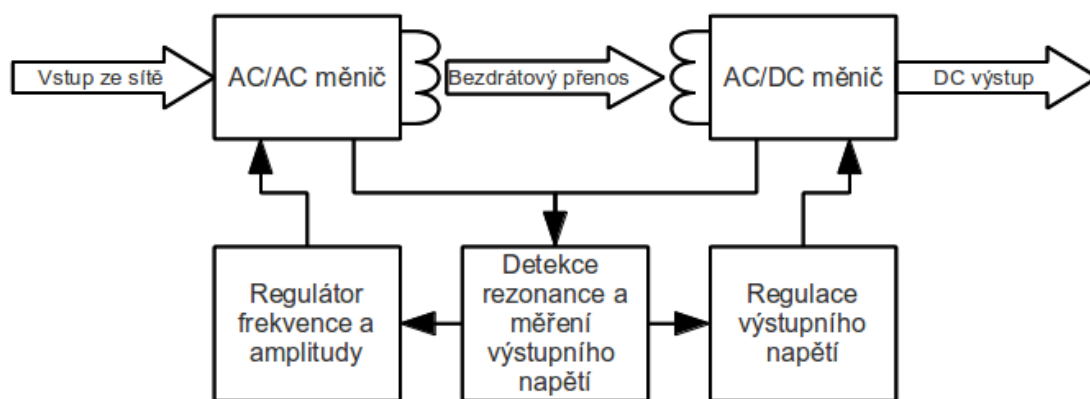 Vstup ze sítě
AC/AC měnič
Bezdrátový přenos
AC/DC měnič
DC výstup
Regulátor
frekvence a
amplitudy
Detekce
rezonance a
měření
výstupního
napětí
Regulace
výstupního
napětí